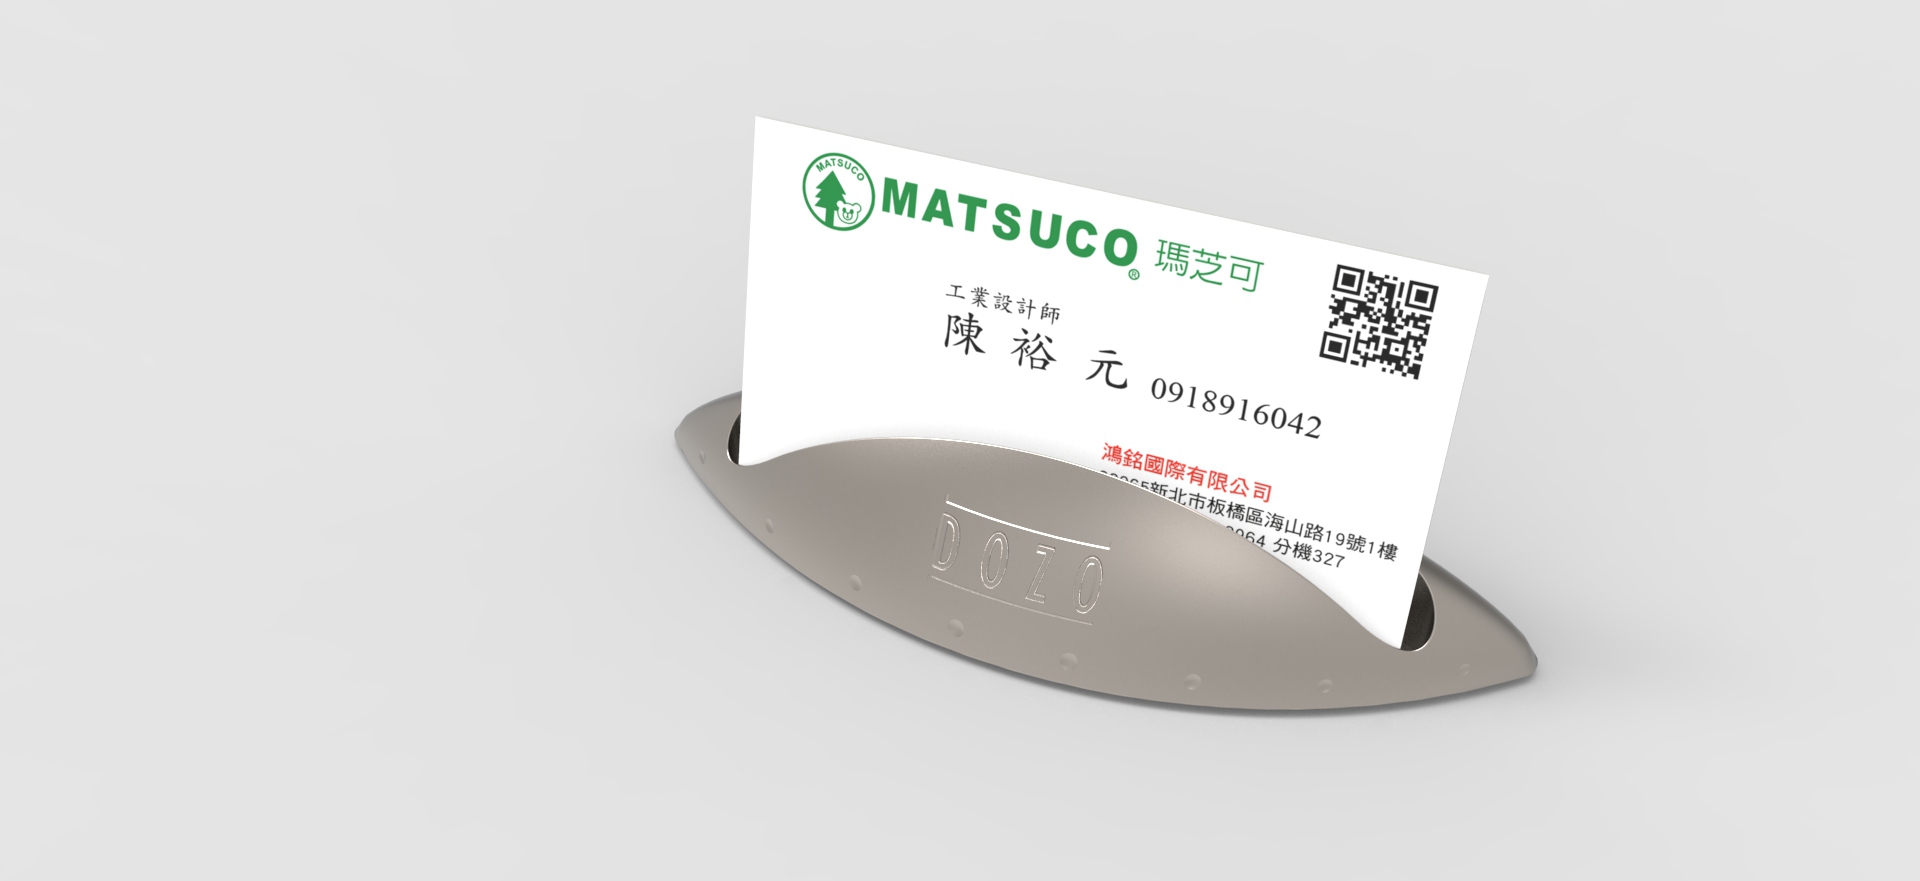 MATSUCO
MATSUCO® 瑪芝可
工業設計師
陳裕元 0918916042
鴻銘國際有限公司
新北市板橋區海山路19號1樓
分機327
DOZO